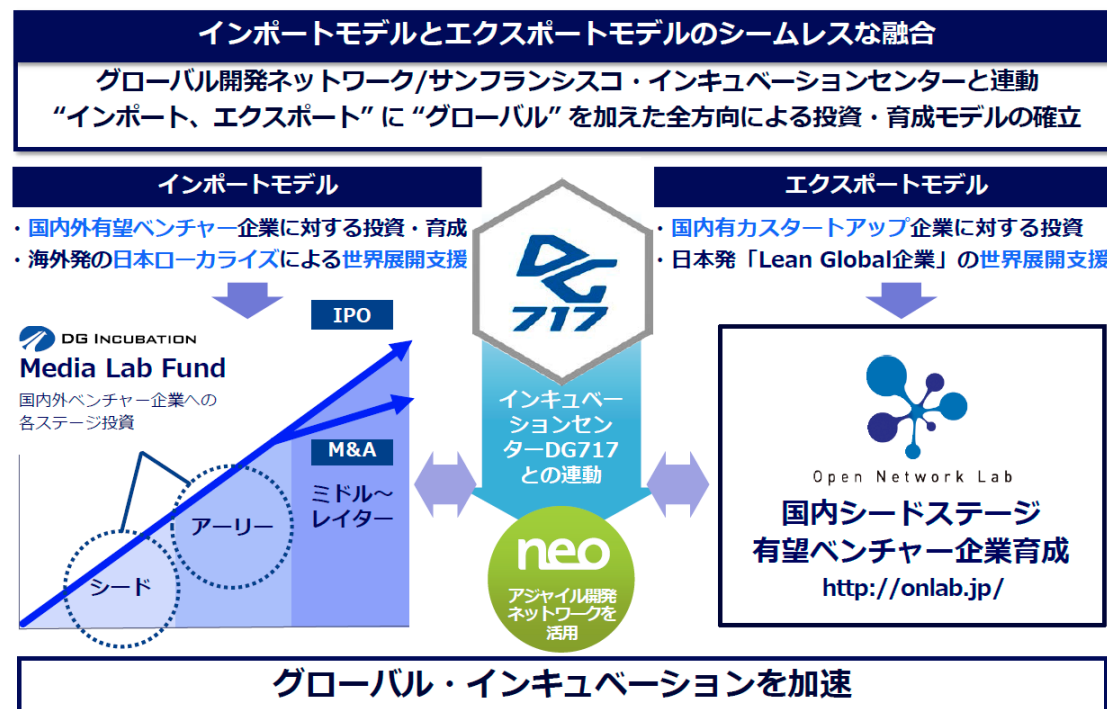 インポートモデルとエクスポートモデルのシームレスな融合
グローバル開発ネットワーク/サンフランシスコ・インキュベーションセンターと連動
“インポート、エクスポート” に “グローバル” を加えた全方向による投資・育成モデルの確立
インポートモデル
・国内外有望ベンチャー企業に対する投資・育成
・海外発の日本ローカライズによる世界展開支援
DG INCUBATION
Media Lab Fund
国内外ベンチャー企業への
各ステージ投資
IPO
M&A
ミドル～
レイター
アーリー
シード
DG
717
インキュベー
ションセン
ターDG717
との連動
neo
アジャイル開発
ネットワークを
活用
エクスポートモデル
・国内有力スタートアップ企業に対する投資
・日本発「Lean Global企業」の世界展開支援
Open Network Lab
国内シードステージ
有望ベンチャー企業育成
http://onlab.jp/
グローバル・インキュベーションを加速